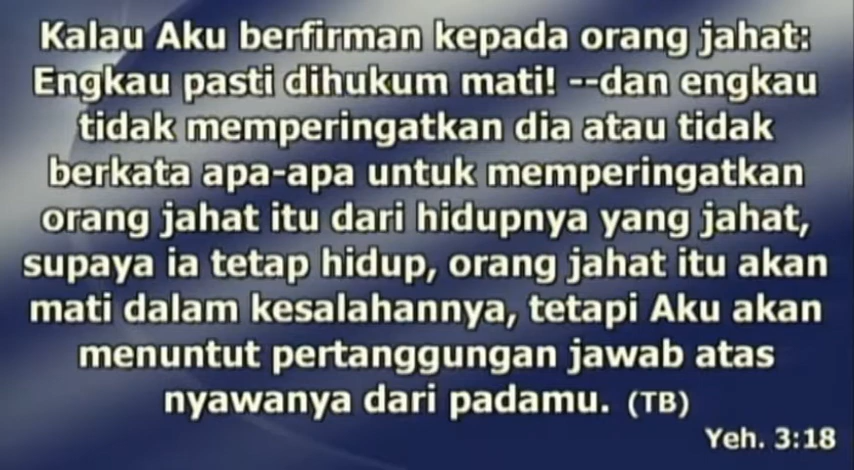 Kalau Aku berfirman kepada orang jahat:
Engkau pasti dihukum mati! --dan engkau
tidak memperingatkan dia atau tidak
berkata apa-apa untuk memperingatkan
orang jahat itu dari hidupnya yang jahat,
supaya ia tetap hidup, orang jahat itu akan
mati dalam kesalahannya, tetapi Aku akan
menuntut pertanggungan jawab atas
nyawanya dari padamu. (TB)
Yeh. 3:18